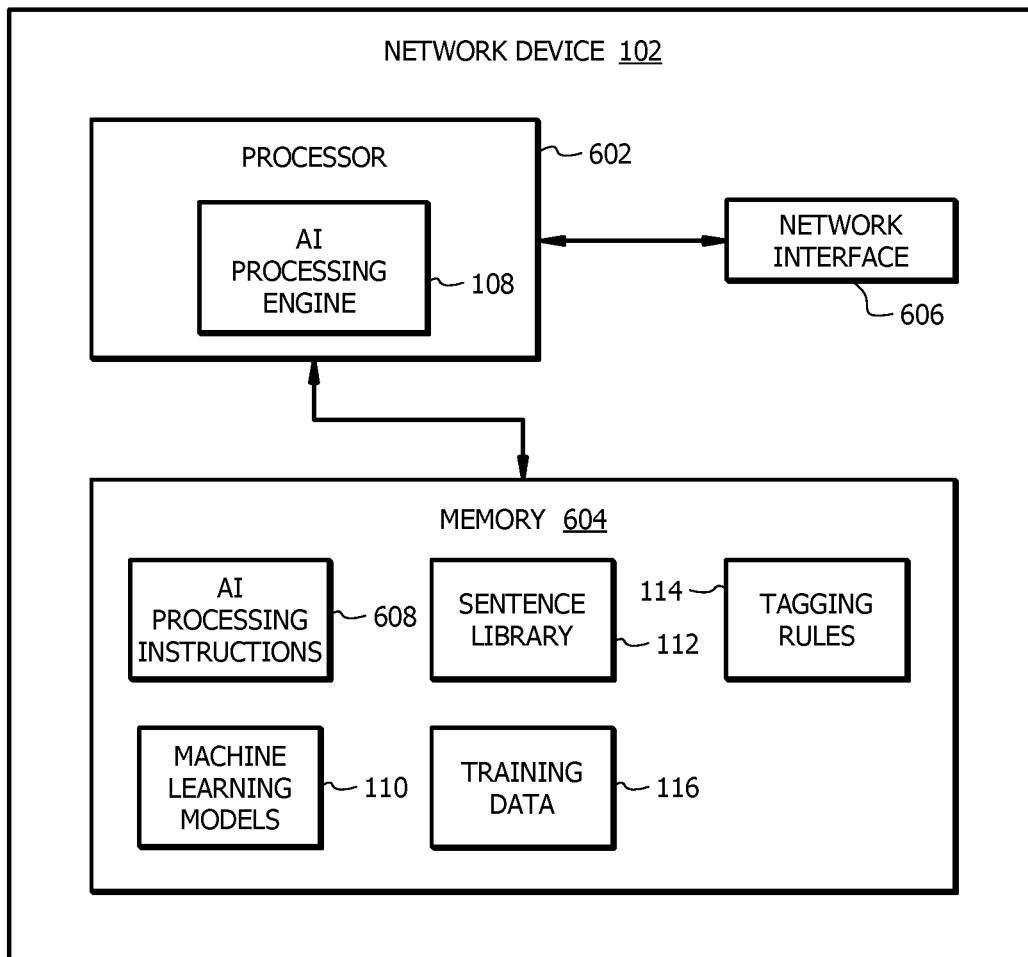 NETWORK DEVICE 102
PROCESSOR
602
AI
PROCESSING
ENGINE
108
NETWORK
INTERFACE
606
MEMORY 604
AI
PROCESSING
INSTRUCTIONS
608
SENTENCE
LIBRARY
112
114
TAGGING
RULES
MACHINE
LEARNING
MODELS
110
TRAINING
DATA
116